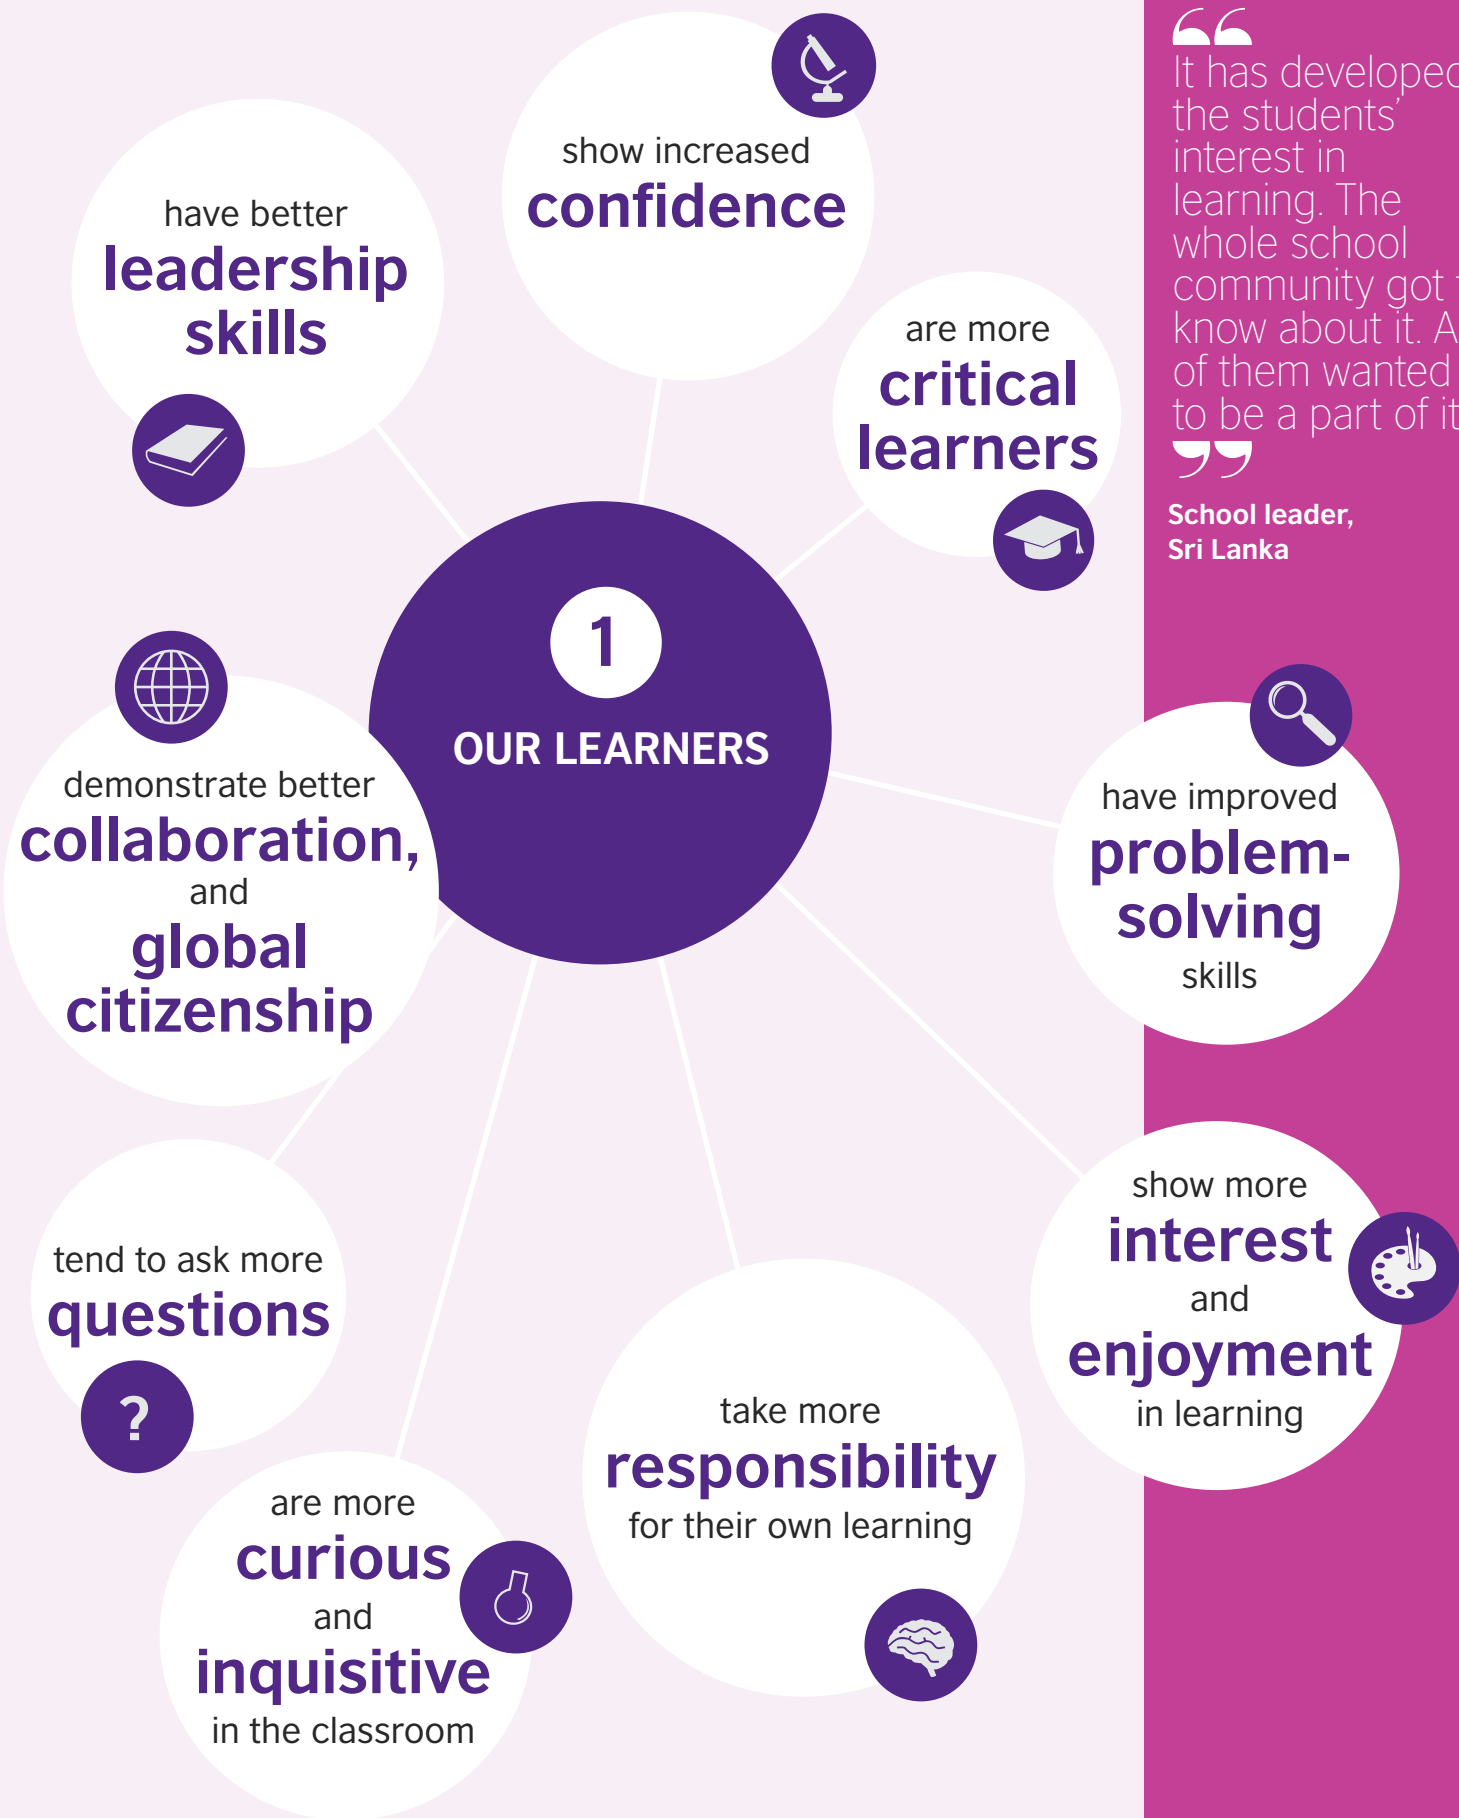 show increased
confidence
have better
leadership
skills
are more
critical
learners
1
OUR LEARNERS
demonstrate better
collaboration,
and
global
citizenship
have improved
problem-
solving
skills
tend to ask more
questions
?
show more
interest
and
enjoyment
in learning
take more
responsibility
for their own learning
are more
curious
and
inquisitive
in the classroom
“
It has
the students’
interest in
learning. The
whole school
community got
know about it.
of them wanted
to be a part of it
”
School leader,
Sri Lanka